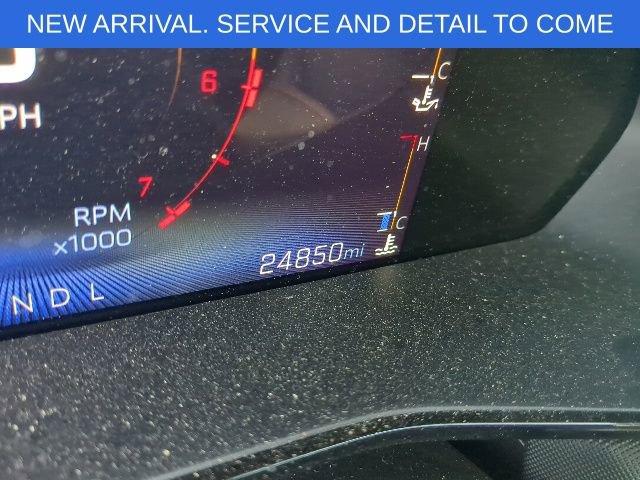 NEW ARRIVAL. SERVICE AND DETAIL TO COME
6
C
PH
H
7
RPM
x1000
C
24850mi
N D L